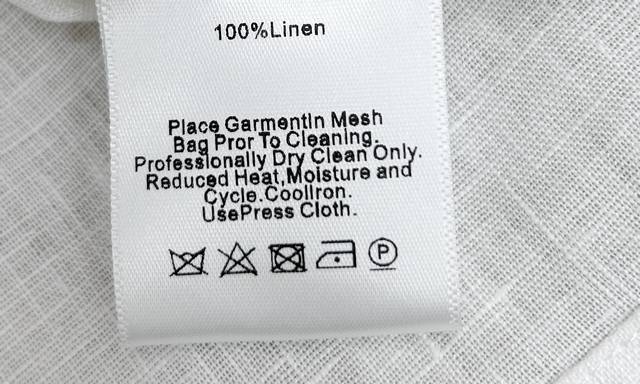 100%Linen
Place GarmentIn Mesh
Bag Pror To Cleaning.
Professionally Dry Clean Only.
Reduced Heat,Moisture and
Cycle.CoolIron.
UsePress Cloth.
P